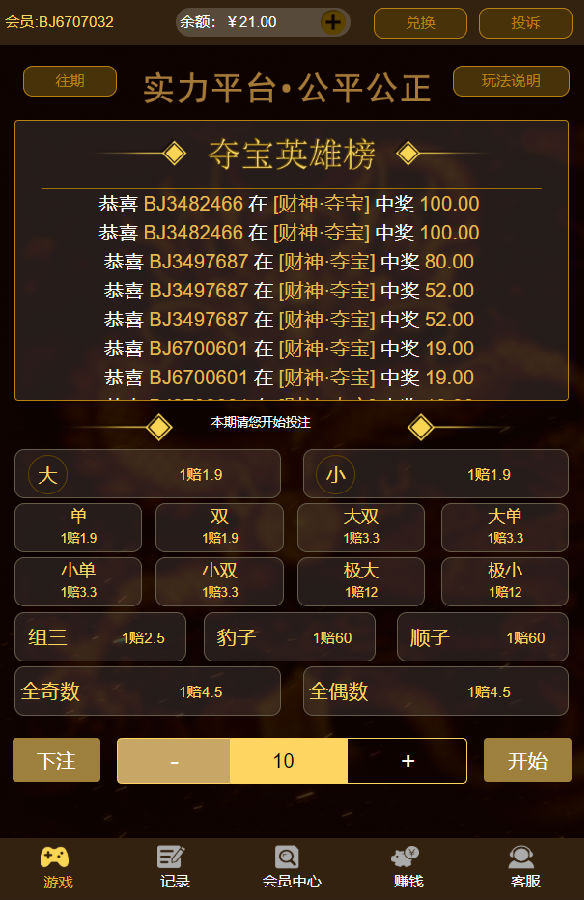 会员:BJ6707032 余额: ￥21.00 兑换 投诉
往期 实力平台·公平公正 玩法说明
夺宝英雄榜
恭喜 BJ3482466 在 [财神·夺宝] 中奖 100.00
恭喜 BJ3482466 在 [财神·夺宝] 中奖 100.00
恭喜 BJ3497687 在 [财神·夺宝] 中奖 80.00
恭喜 BJ3497687 在 [财神·夺宝] 中奖 52.00
恭喜 BJ3497687 在 [财神·夺宝] 中奖 52.00
恭喜 BJ6700601 在 [财神·夺宝] 中奖 19.00
恭喜 BJ6700601 在 [财神·夺宝] 中奖 19.00
本期请您开始投注
大 1赔1.9 小 1赔1.9
单 双 大双 大单
1赔1.9 1赔1.9 1赔3.3 1赔3.3
小单 小双 极大 极小
1赔3.3 1赔3.3 1赔12 1赔12
组三 1赔2.5 豹子 1赔60 顺子 1赔60
全奇数 1赔4.5 全偶数 1赔4.5
下注 - 10 + 开始
游戏 记录 会员中心 赚钱 客服